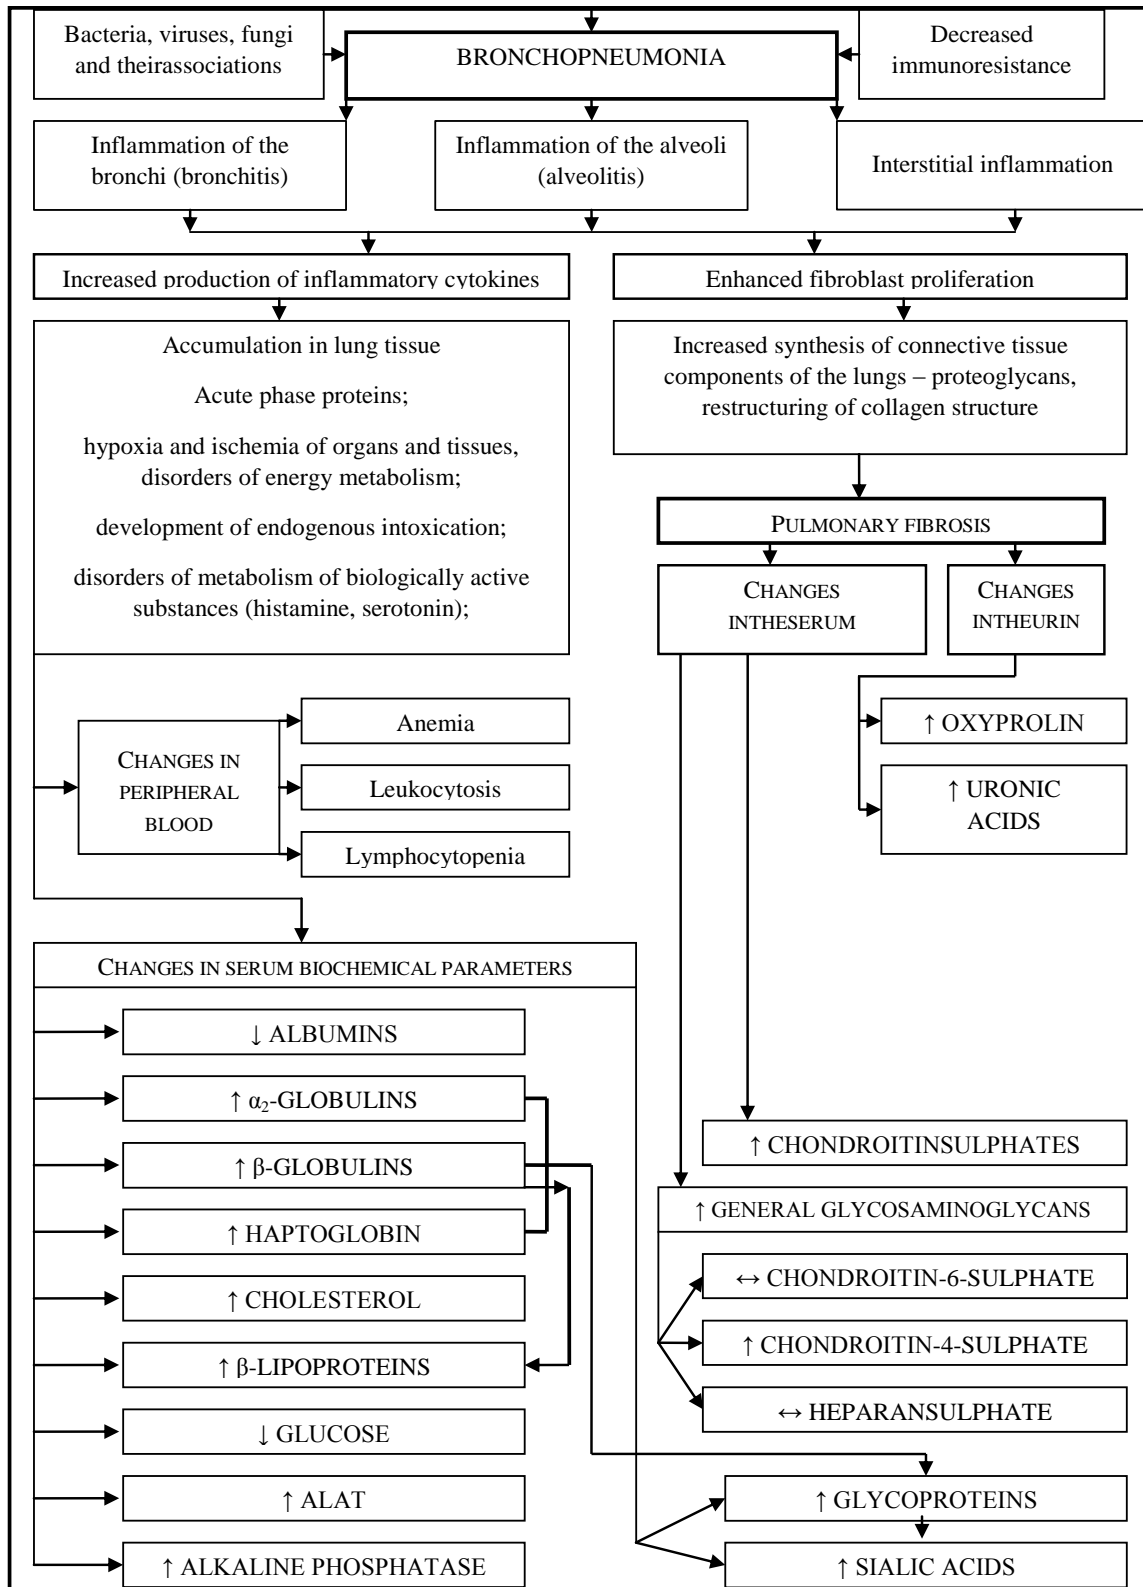 Bacteria, viruses, fungi
and theirassociations
BRONCHOPNEUMONIA
Decreased
immunoresistance
Inflammation of the
bronchi (bronchitis)
Inflammation of the alveoli
(alveolitis)
Interstitial inflammation
Increased production of inflammatory cytokines
Enhanced fibroblast proliferation
Accumulation in lung tissue
Acute phase proteins;
hypoxia and ischemia of organs and tissues,
disorders of energy metabolism;
development of endogenous intoxication;
disorders of metabolism of biologically active
substances (histamine, serotonin);
Increased synthesis of connective tissue
components of the lungs – proteoglycans,
restructuring of collagen structure
PULMONARY FIBROSIS
CHANGES
INTHESERUM
CHANGES
INTHEURIN
↑ OXYPROLIN
↑ URONIC
ACIDS
CHANGES IN
PERIPHERAL
BLOOD
Anemia
Leukocytosis
Lymphocytopenia
CHANGES IN SERUM BIOCHEMICAL PARAMETERS
↓ ALBUMINS
↑ α₂-GLOBULINS
↑ β-GLOBULINS
↑ HAPTOGLOBIN
↑ CHOLESTEROL
↑ β-LIPOPROTEINS
↓ GLUCOSE
↑ ALAT
↑ ALKALINE PHOSPHATASE
↑ CHONDROITINSULPHATES
↑ GENERAL GLYCOSAMINOGLYCANS
↔ CHONDROITIN-6-SULPHATE
↑ CHONDROITIN-4-SULPHATE
↔ HEPARANSULPHATE
↑ GLYCOPROTEINS
↑ SIALIC ACIDS